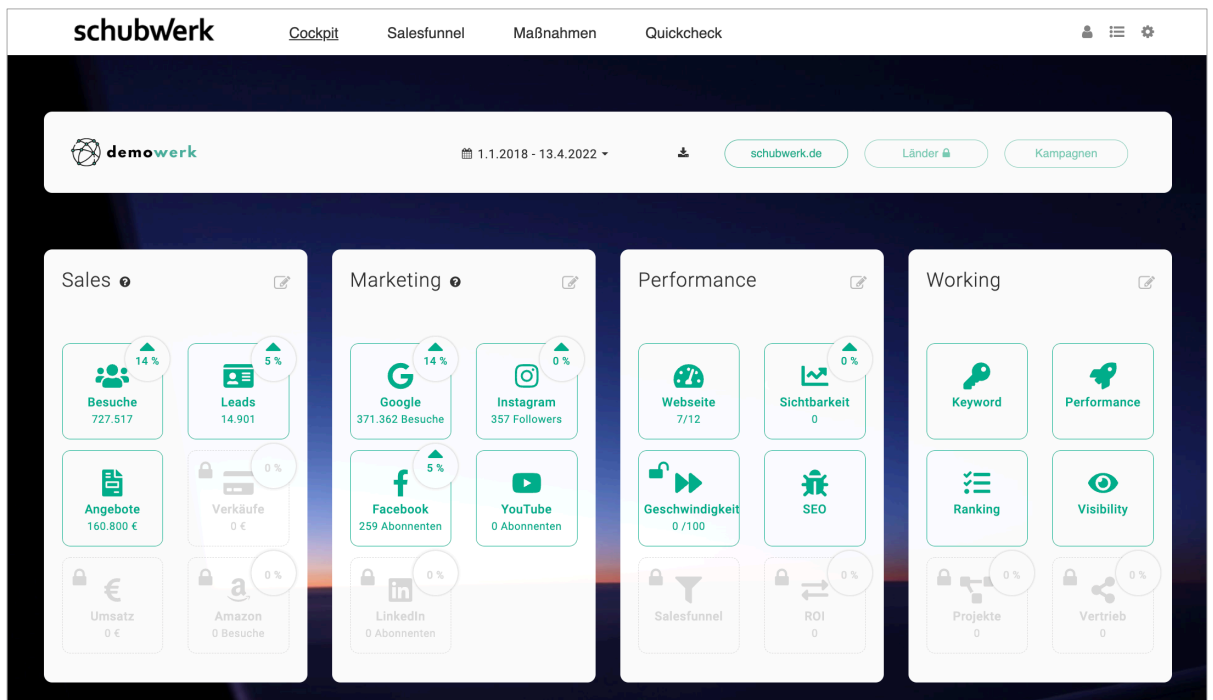 schubwerk
Cockpit Salesfunnel Maßnahmen Quickcheck
demowerk
1.1.2018 - 13.4.2022
schubwerk.de
Länder
Kampagnen
Sales
14 %
Besuche
727.517
5 %
Leads
14.901
Angebote
160.800 €
0 %
Verkäufe
0 €
Umsatz
0 €
0 %
Amazon
0 Besuche
Marketing
14 %
Google
371.362 Besuche
0 %
Instagram
357 Followers
5 %
Facebook
259 Abonnenten
YouTube
0 Abonnenten
0 %
LinkedIn
0 Abonnenten
Performance
Webseite
7/12
0 %
Sichtbarkeit
0
Geschwindigkeit
0 /100
SEO
Salesfunnel
0 %
ROI
0
Working
Keyword
Performance
Ranking
Visibility
0 %
Projekte
0
0 %
Vertrieb
0